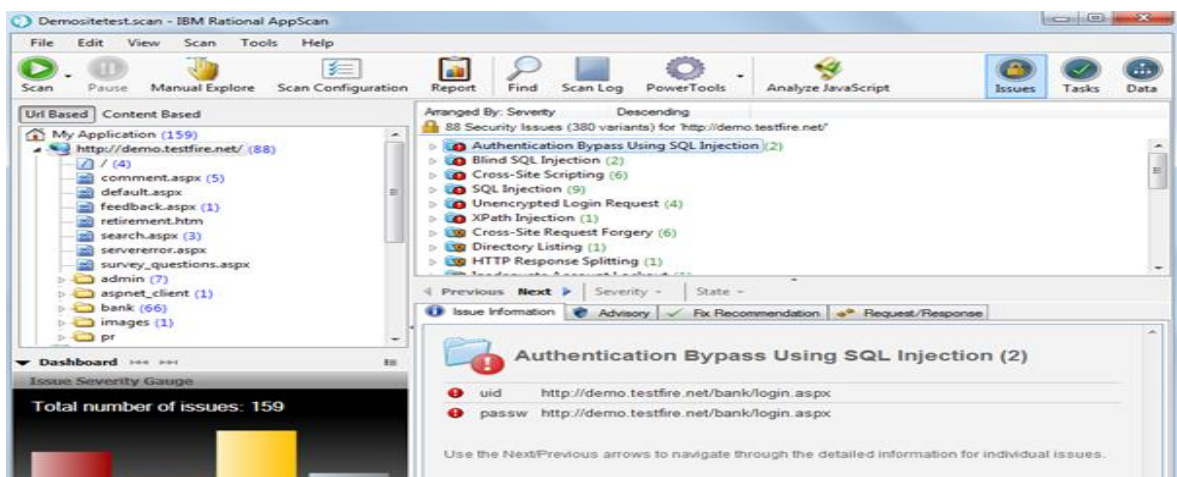 Demositetest.scan - IBM Rational AppScan
File Edit View Scan Tools Help
Scan Pause Manual Explore Scan Configuration Report Find Scan Log PowerTools Analyze JavaScript Issues Tasks Data
Url Based Content Based
My Application (159)
http://demo.testfire.net/ (88)
/ (4)
comment.aspx (5)
default.aspx
feedback.aspx (1)
retirement.htm
search.aspx (3)
servererror.aspx
survey_questions.aspx
admin (7)
aspnet_client (1)
bank (66)
images (1)
pr
Dashboard
Issue Severity Gauge
Total number of issues: 159
Arranged By: Severity Descending
88 Security Issues (380 variants) for 'http://demo.testfire.net/'
Authentication Bypass Using SQL Injection (2)
Blind SQL Injection (2)
Cross-Site Scripting (6)
SQL Injection (9)
Unencrypted Login Request (4)
XPath Injection (1)
Cross-Site Request Forgery (6)
Directory Listing (1)
HTTP Response Splitting (1)
Inadequate Account Lockout (1)
Previous Next Severity State
Issue Information Advisory Fix Recommendation Request/Response
Authentication Bypass Using SQL Injection (2)
uid http://demo.testfire.net/bank/login.aspx
passw http://demo.testfire.net/bank/login.aspx
Use the Next/Previous arrows to navigate through the detailed information for individual issues.